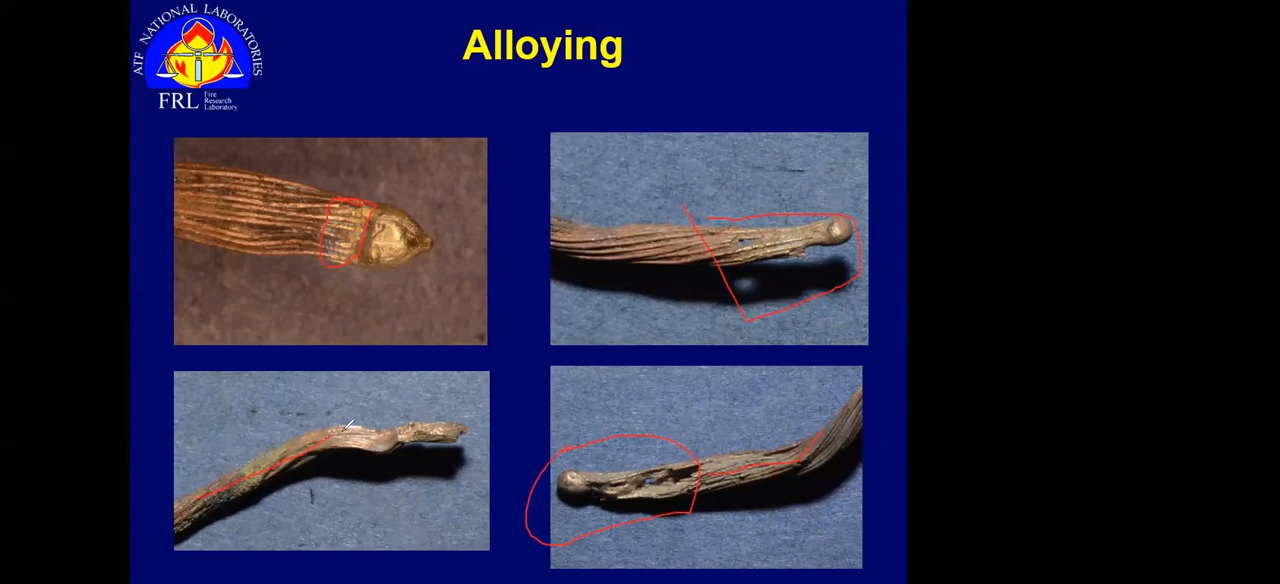 ATF NATIONAL LABORATORIES
FRL Fire
Research
Laboratory
Alloying